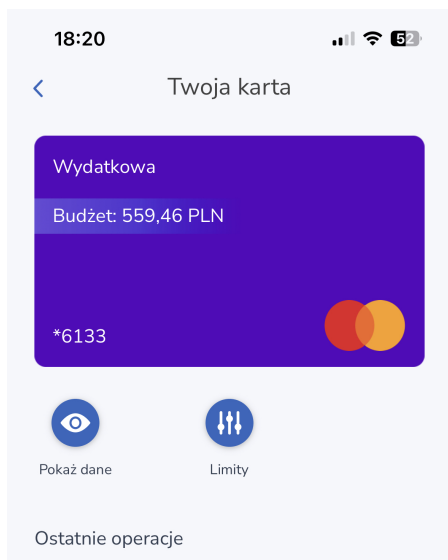 18:20
52
Twoja karta
Wydatkowa
Budżet: 559,46 PLN
*6133
Pokaż dane
Limity
Ostatnie operacje